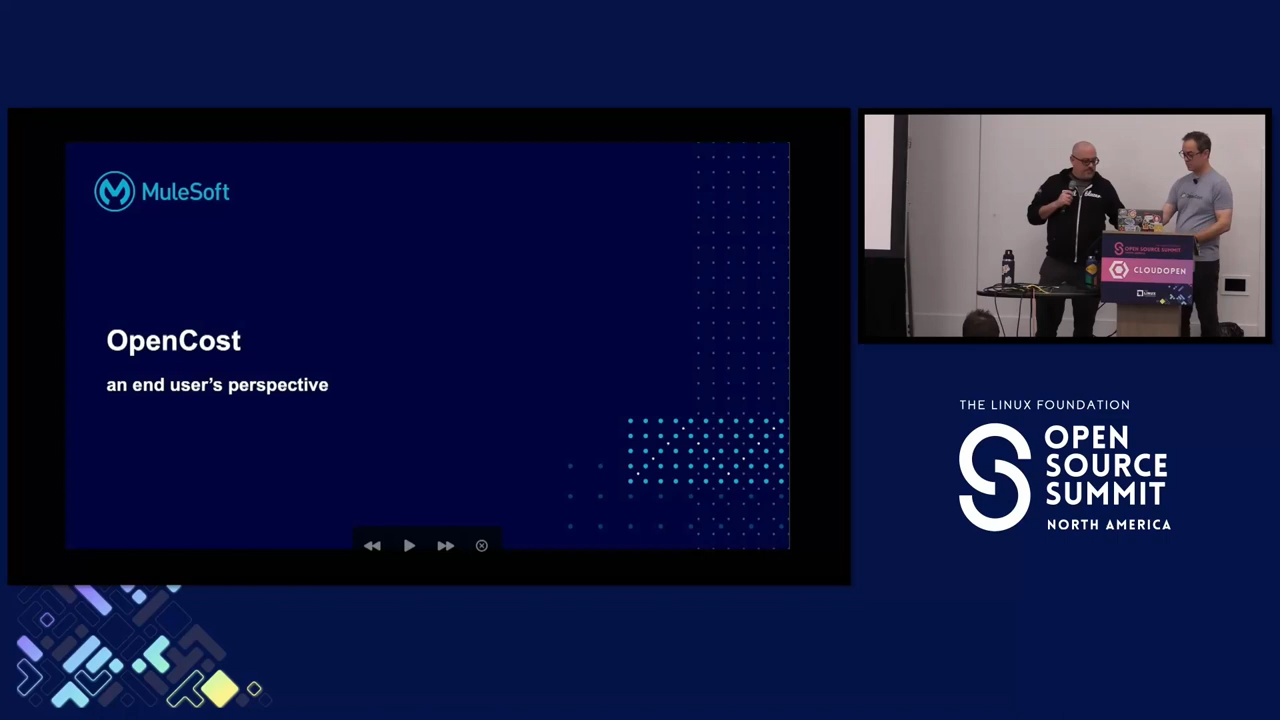 MuleSoft
OpenCost
an end user's perspective
OPEN SOURCE SUMMIT
CLOUDOPEN
THE LINUX FOUNDATION
OPEN
SOURCE
SUMMIT
NORTH AMERICA